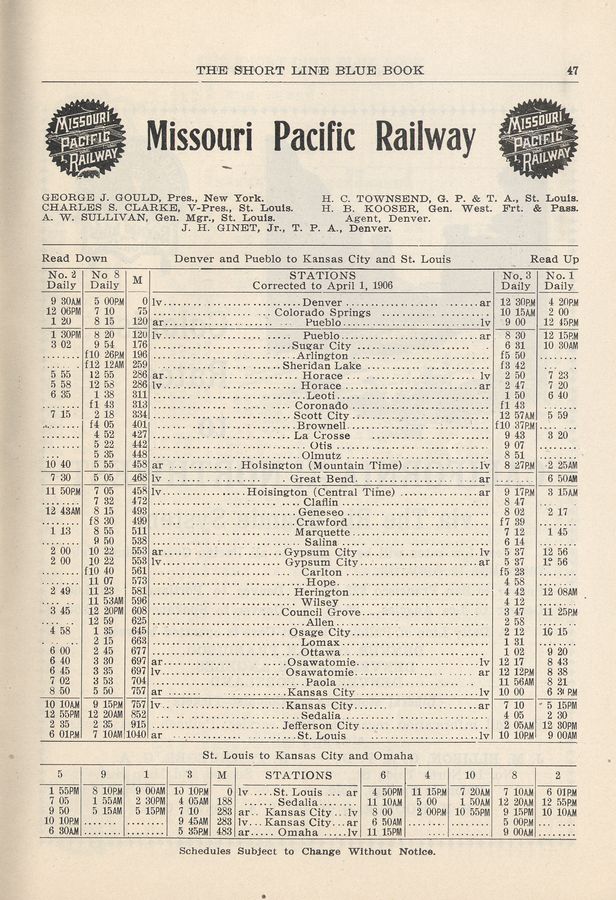 THE SHORT LINE BLUE BOOK 47
MISSOURI PACIFIC RAILWAY
Missouri Pacific Railway
MISSOURI PACIFIC RAILWAY
GEORGE J. GOULD, Pres., New York. H. C. TOWNSEND, G. P. & T. A., St. Louis.
CHARLES S. CLARKE, V-Pres., St. Louis. H. B. KOOSER, Gen. West. Frt. & Pass.
A. W. SULLIVAN, Gen. Mgr., St. Louis. Agent, Denver.
J. H. GINET, Jr., T. P. A., Denver.
Read Down Denver and Pueblo to Kansas City and St. Louis Read Up
No. 2 Daily No 8 Daily M STATIONS Corrected to April 1, 1906 No. 3 Daily No. 1 Daily
9 30AM 5 00PM 0 lv Denver ar 12 30PM 4 20PM
12 06PM 7 10 75 Colorado Springs 10 15AM 2 00
1 20 8 15 120 ar Pueblo lv 9 00 12 45PM
1 30PM 8 20 120 lv Pueblo ar 8 30 12 15PM
3 02 9 54 176 Sugar City 6 31 10 30AM
f10 26PM 196 Arlington f5 50
f12 12AM 259 Sheridan Lake f3 42
5 55 12 55 286 ar Horace lv 2 50 7 23
5 58 12 58 286 lv Horace ar 2 47 7 20
6 35 1 38 311 Leoti 1 50 6 40
f1 43 313 Coronado f1 43
7 15 2 18 334 Scott City 12 57AM 5 59
f4 05 401 Brownell f10 37PM
4 52 427 La Crosse 9 43 3 20
5 22 442 Otis 9 07
5 35 448 Olmutz 8 51
10 40 5 55 458 ar Hoisington (Mountain Time) lv 8 27PM 2 25AM
7 30 5 05 468 lv Great Bend ar 6 50AM
11 50PM 7 05 458 lv Hoisington (Central Time) ar 9 17PM 3 15AM
7 32 472 Claflin 8 47
12 43AM 8 15 493 Geneseo 8 02 2 17
f8 30 499 Crawford f7 39
1 13 8 55 511 Marquette 7 12 1 45
9 50 538 Salina 6 14
2 00 10 22 553 ar Gypsum City lv 5 37 12 56
2 00 10 22 553 lv Gypsum City ar 5 37 12 56
f10 40 561 Carlton f5 23
11 07 573 Hope 4 58
2 49 11 23 581 Herington 4 42 12 08AM
11 53AM 596 Wilsey 4 12
3 45 12 20PM 608 Council Grove 3 47 11 25PM
12 59 625 Allen 2 58
4 58 1 35 645 Osage City 2 12 10 15
2 15 663 Lomax 1 31
6 00 2 45 677 Ottawa 1 02 9 20
6 40 3 30 697 ar Osawatomie lv 12 17 8 43
6 45 3 35 697 lv Osawatomie ar 12 12PM 8 38
7 02 3 53 704 Paola 11 56AM 8 21
8 50 5 50 757 ar Kansas City lv 10 00 6 30PM
10 10AM 9 15PM 757 lv Kansas City ar 7 10 5 15PM
12 55PM 12 20AM 852 Sedalia 4 05 2 30
2 35 2 35 915 Jefferson City 2 05AM 12 30PM
6 01PM 7 10AM 1040 ar St. Louis lv 10 10PM 9 00AM
St. Louis to Kansas City and Omaha
5 9 1 3 M STATIONS 6 4 10 8 2
1 55PM 8 10PM 9 00AM 10 10PM 0 lv St. Louis ar 4 50PM 11 15PM 7 20AM 7 10AM 6 01PM
7 05 1 55AM 2 30PM 4 05AM 188 Sedalia 11 10AM 5 00 1 50AM 12 20AM 12 55PM
9 50 5 15AM 5 15PM 7 10 283 ar Kansas City lv 8 00 2 00PM 10 55PM 9 15PM 10 10AM
10 10PM 9 45AM 283 lv Kansas City ar 6 50AM 5 00PM
6 30AM 5 35PM 483 ar Omaha lv 11 15PM 9 00AM
Schedules Subject to Change Without Notice.